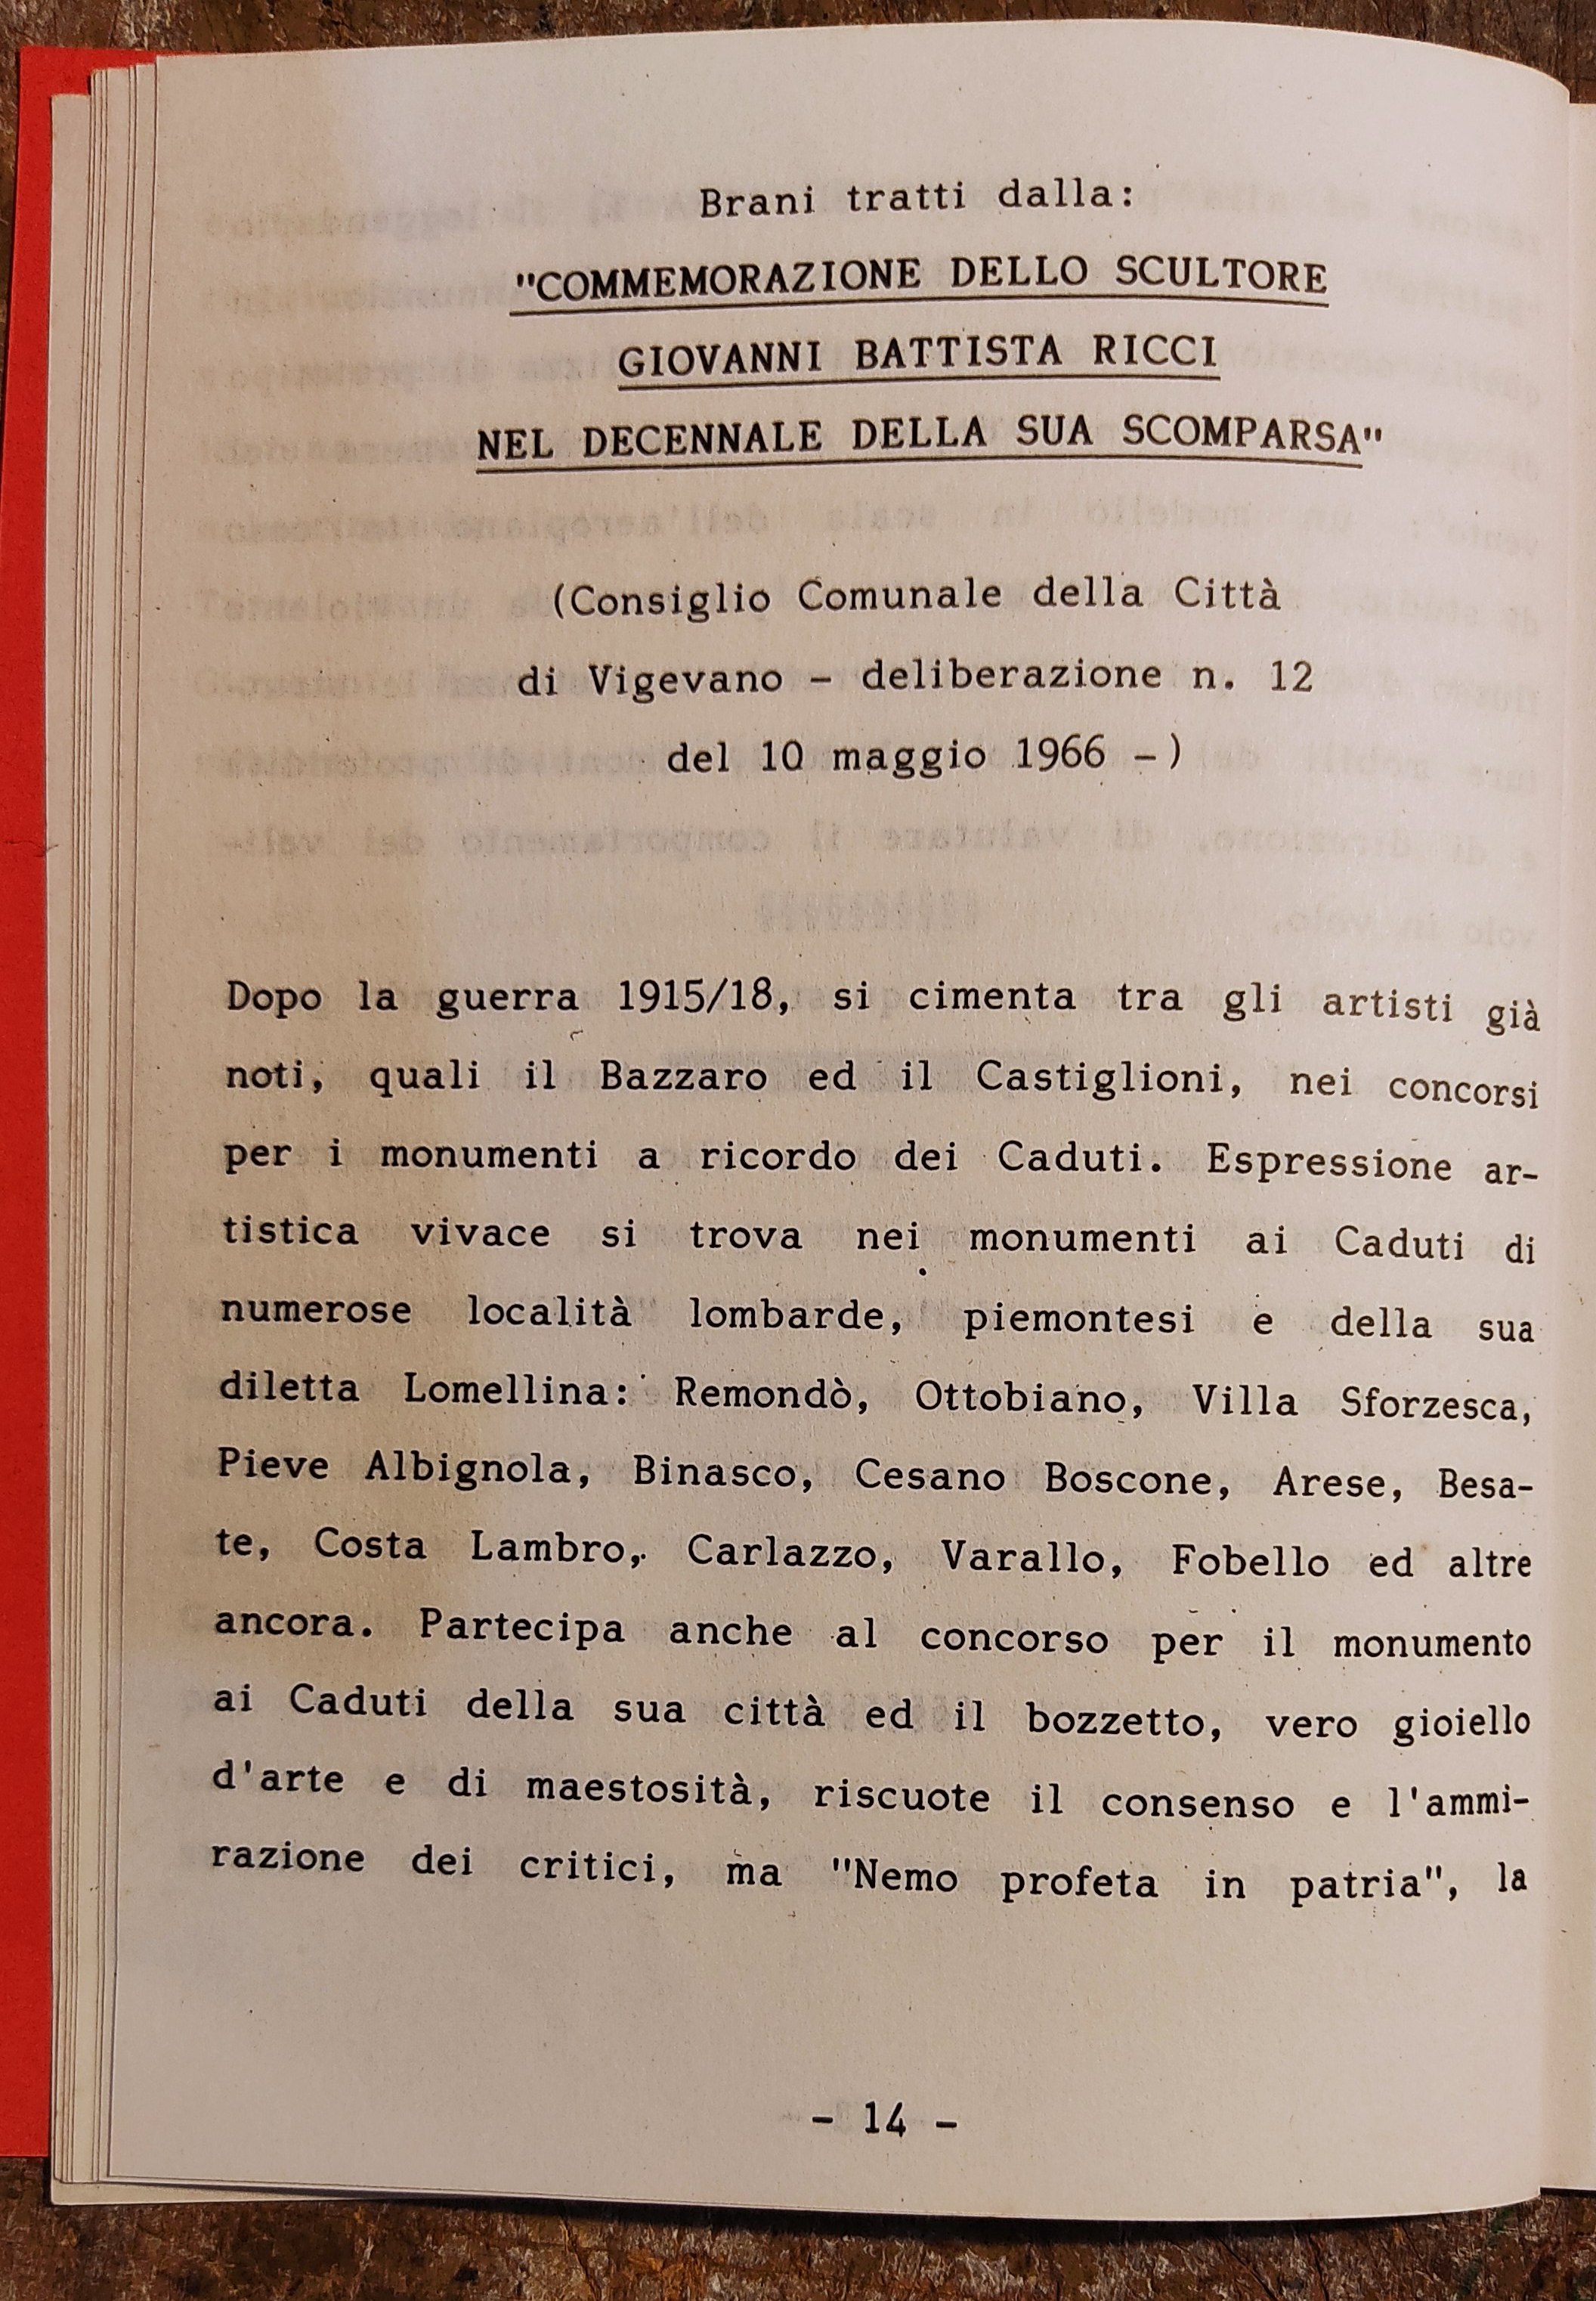 Brani tratti dalla:
"COMMEMORAZIONE DELLO SCULTORE
GIOVANNI BATTISTA RICCI
NEL DECENNALE DELLA SUA SCOMPARSA"
(Consiglio Comunale della Città
di Vigevano - deliberazione n. 12
del 10 maggio 1966 -)
Dopo la guerra 1915/18, si cimenta tra gli artisti già
noti, quali il Bazzaro ed il Castiglioni, nei concorsi
per i monumenti a ricordo dei Caduti. Espressione ar-
tistica vivace si trova nei monumenti ai Caduti di
numerose località lombarde, piemontesi e della sua
diletta Lomellina: Remondò, Ottobiano, Villa Sforzesca,
Pieve Albignola, Binasco, Cesano Boscone, Arese, Besa-
te, Costa Lambro, Carlazzo, Varallo, Fobello ed altre
ancora. Partecipa anche al concorso per il monumento
ai Caduti della sua città ed il bozzetto, vero gioiello
d'arte e di maestosità, riscuote il consenso e l'ammi-
razione dei critici, ma "Nemo profeta in patria", la
- 14 -